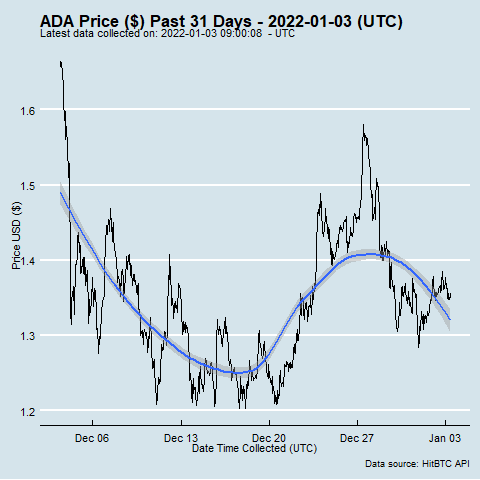 ADA Price ($) Past 31 Days - 2022-01-03 (UTC)
Latest data collected on: 2022-01-03 09:00:08 - UTC
1.6
1.5
1.4
1.3
1.2
Price USD ($)
Dec 06 Dec 13 Dec 20 Dec 27 Jan 03
Date Time Collected (UTC)
Data source: HitBTC API